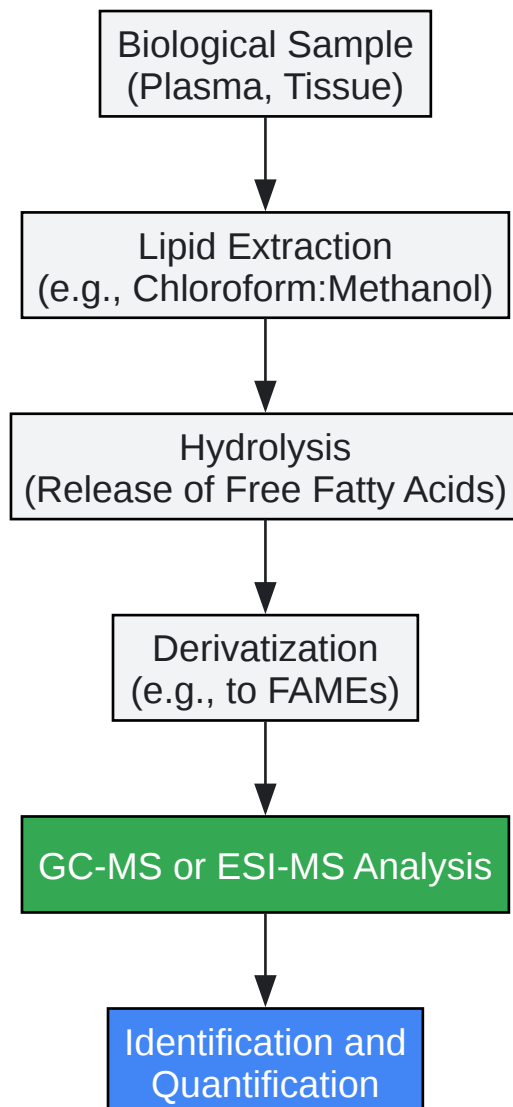 Biological Sample
(Plasma, Tissue)
Lipid Extraction
(e.g., Chloroform:Methanol)
Hydrolysis
(Release of Free Fatty Acids)
Derivatization
(e.g., to FAMEs)
GC-MS or ESI-MS Analysis
Identification and
Quantification